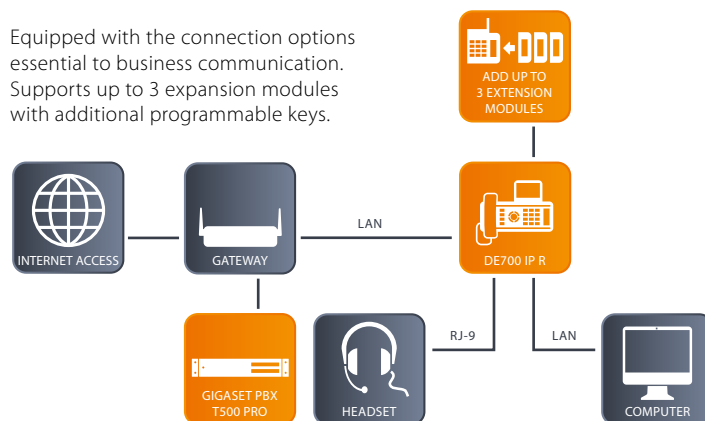 Equipped with the connection options
essential to business communication.
Supports up to 3 expansion modules
with additional programmable keys.
ADD UP TO
3 EXTENSION
MODULES
INTERNET ACCESS
GATEWAY
LAN
DE700 IP R
GIGASET PBX
T500 PRO
HEADSET
RJ-9
LAN
COMPUTER